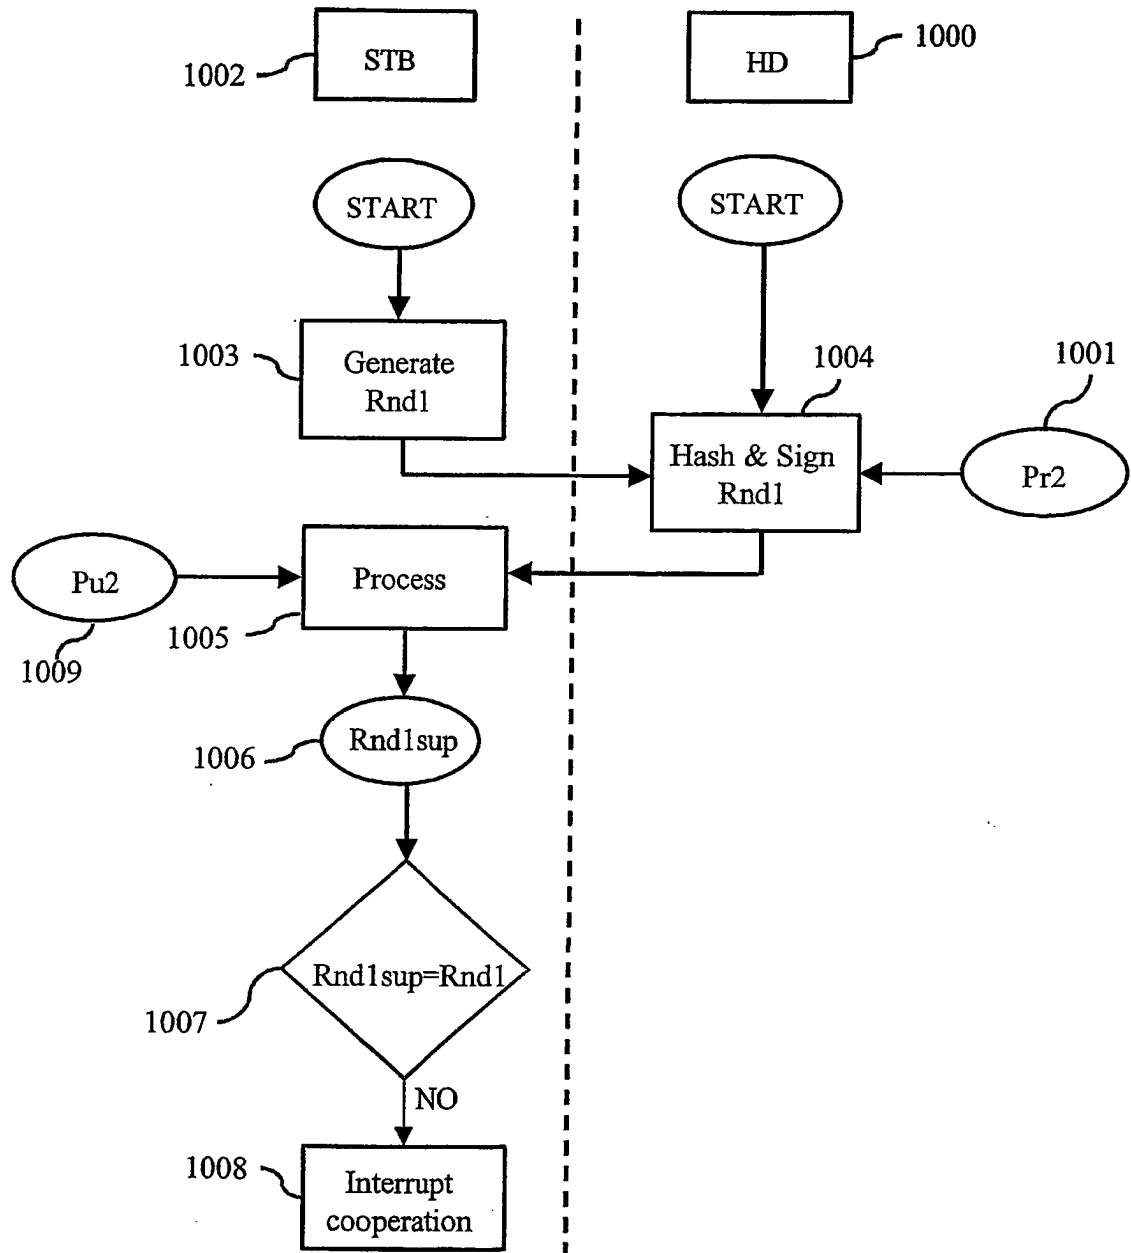 STB
1002
HD
1000
START
START
1003
Generate
Rnd1
1004
1001
Hash & Sign
Rnd1
Pr2
Pu2
1009
Process
1005
Rnd1sup
1006
Rnd1sup=Rnd1
1007
NO
1008
Interrupt
cooperation